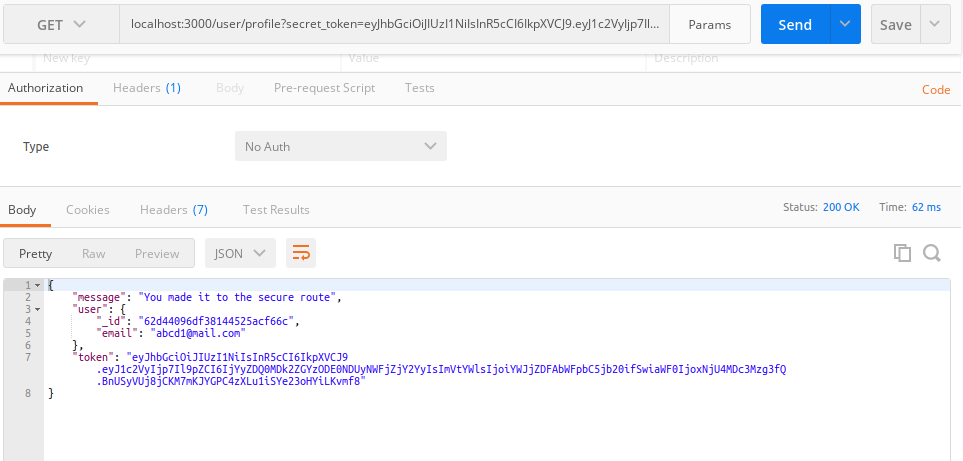 GET localhost:3000/user/profile?secret_token=eyJhbGciOiJIUzI1NiIsInR5cCI6IkpXVCJ9.eyJ1c2VyIjp7Il... Params Send Save
New key Value Description
Authorization Headers (1) Body Pre-request Script Tests Code
Type No Auth
Body Cookies Headers (7) Test Results Status: 200 OK Time: 62 ms
Pretty Raw Preview JSON
1 {
2 "message": "You made it to the secure route",
3 "user": {
4 "_id": "62d44096df38144525acf66c",
5 "email": "abcd1@mail.com"
6 },
7 "token": "eyJhbGciOiJIUzI1NiIsInR5cCI6IkpXVCJ9
.eyJ1c2VyIjp7Il9pZCI6IjYyZDQ0MDk2ZGYzODE0NDUyNWFjZjY2YyIsImVtYWlsIjoiYWJjZDFAbWFpbC5jb20ifSwiaWF0IjoxNjU4MDc3Mzg3fQ
.BnUSyVUj8jCKM7mKJYGPC4zXLu1iSYe23oHYiLKvmf8"
8 }